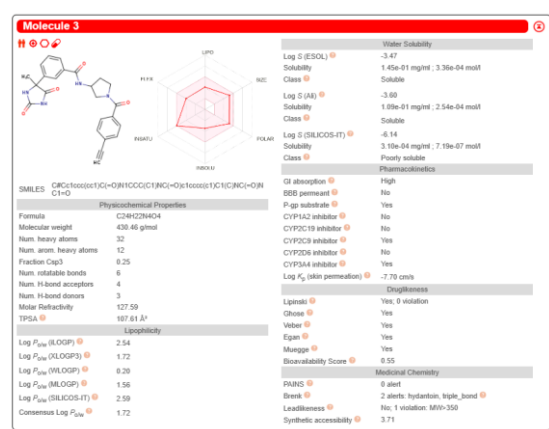 Molecule 3
LIPO
FLEX
SIZE
INSATU
POLAR
INSOLU
SMILES C#Cc1ccc(cc1)C(=O)N1CCC(C1)NC(=O)c1cccc(c1)C1(C)NC(=O)N
C1=O
Physicochemical Properties
Formula C24H22N4O4
Molecular weight 430.46 g/mol
Num. heavy atoms 32
Num. arom. heavy atoms 12
Fraction Csp3 0.25
Num. rotatable bonds 6
Num. H-bond acceptors 4
Num. H-bond donors 3
Molar Refractivity 127.59
TPSA 107.61 Å²
Lipophilicity
Log Po/w (iLOGP) 2.54
Log Po/w (XLOGP3) 1.72
Log Po/w (WLOGP) 0.20
Log Po/w (MLOGP) 1.56
Log Po/w (SILICOS-IT) 2.59
Consensus Log Po/w 1.72
Water Solubility
Log S (ESOL) -3.47
Solubility 1.45e-01 mg/ml ; 3.36e-04 mol/l
Class Soluble
Log S (Ali) -3.60
Solubility 1.09e-01 mg/ml ; 2.54e-04 mol/l
Class Soluble
Log S (SILICOS-IT) -6.14
Solubility 3.10e-04 mg/ml ; 7.19e-07 mol/l
Class Poorly soluble
Pharmacokinetics
GI absorption High
BBB permeant No
P-gp substrate Yes
CYP1A2 inhibitor No
CYP2C19 inhibitor No
CYP2C9 inhibitor Yes
CYP2D6 inhibitor No
CYP3A4 inhibitor Yes
Log Kp (skin permeation) -7.70 cm/s
Druglikeness
Lipinski Yes; 0 violation
Ghose Yes
Veber Yes
Egan Yes
Muegge Yes
Bioavailability Score 0.55
Medicinal Chemistry
PAINS 0 alert
Brenk 2 alerts: hydantoin, triple_bond
Leadlikeness No; 1 violation: MW>350
Synthetic accessibility 3.71